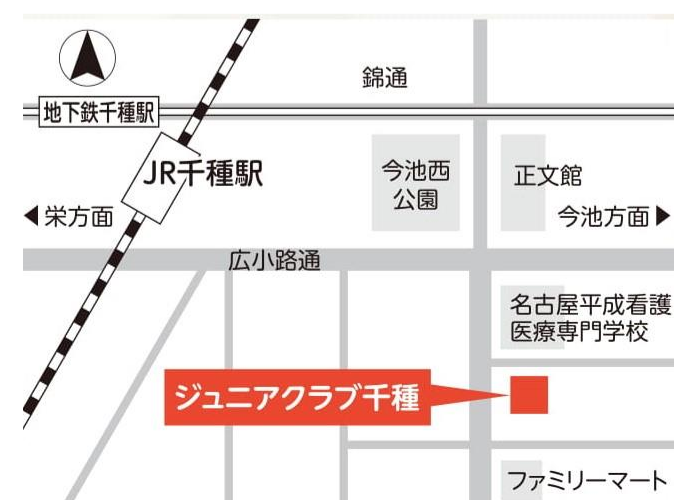 錦通
地下鉄千種駅
JR千種駅
今池西
公園
正文館
栄方面
今池方面
広小路通
名古屋平成看護
医療専門学校
ジュニアクラブ千種
ファミリーマート